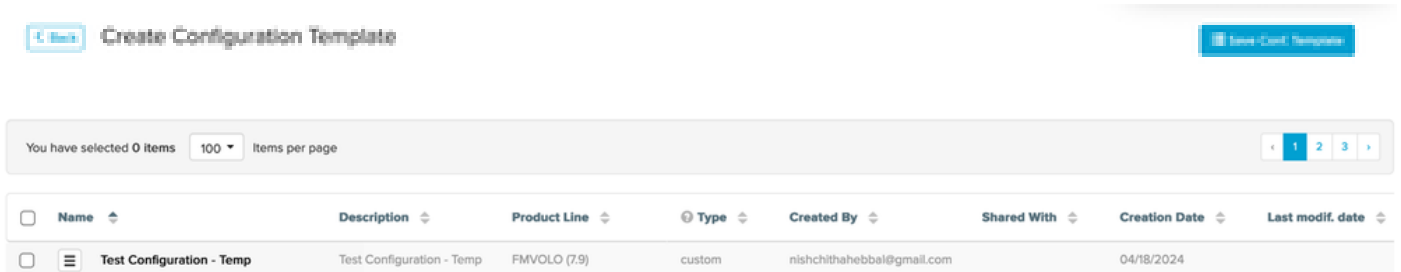 Back Create Configuration Template Save Conf. Template
You have selected 0 items 100 Items per page 1 2 3
Name Description Product Line Type Created By Shared With Creation Date Last modif. date
Test Configuration - Temp Test Configuration - Temp FMVOLO (7.9) custom nishchithahebbal@gmail.com 04/18/2024